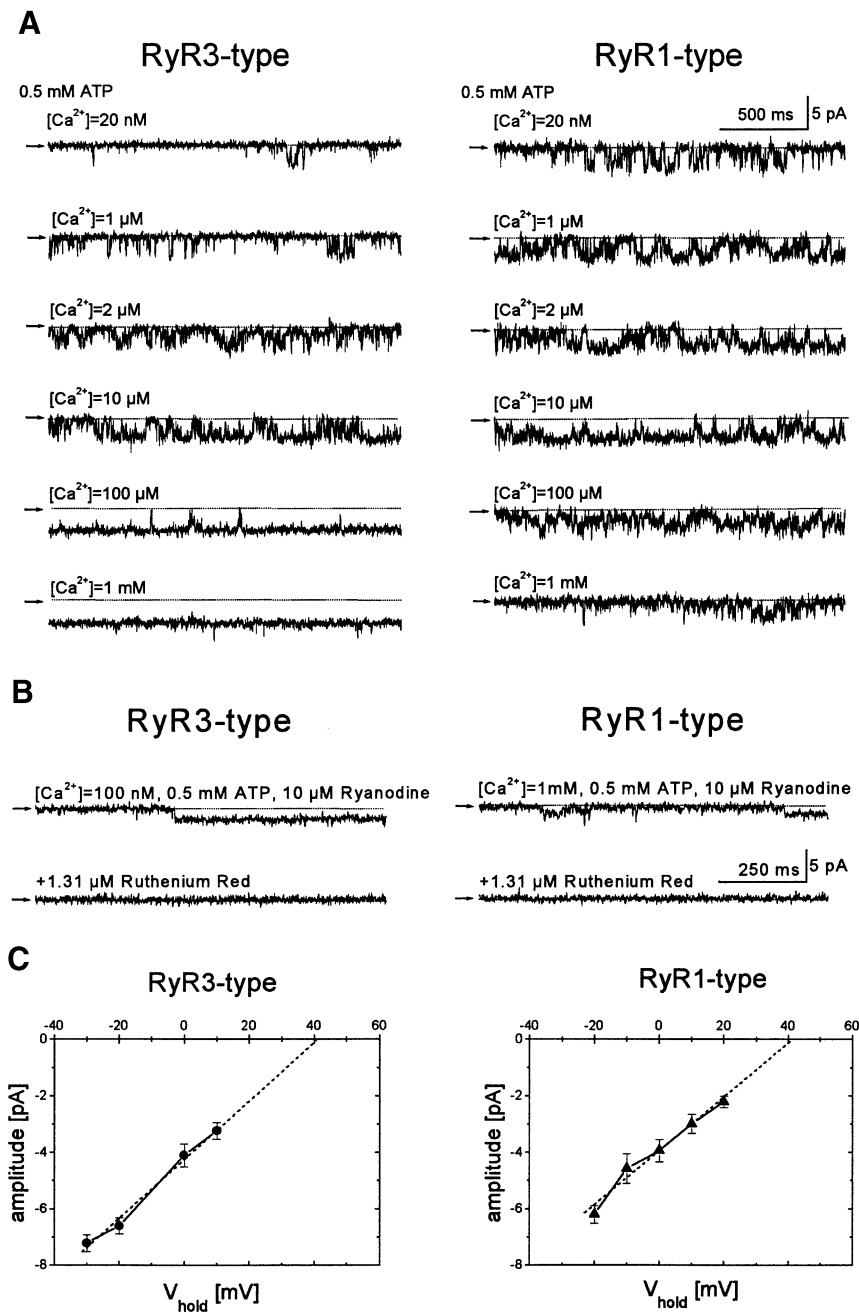 A
RyR3-type
RyR1-type
0.5 mM ATP
[Ca²⁺]=20 nM
[Ca²⁺]=1 µM
[Ca²⁺]=2 µM
[Ca²⁺]=10 µM
[Ca²⁺]=100 µM
[Ca²⁺]=1 mM
0.5 mM ATP
[Ca²⁺]=20 nM
500 ms
5 pA
[Ca²⁺]=1 µM
[Ca²⁺]=2 µM
[Ca²⁺]=10 µM
[Ca²⁺]=100 µM
[Ca²⁺]=1 mM
B
RyR3-type
RyR1-type
[Ca²⁺]=100 nM, 0.5 mM ATP, 10 µM Ryanodine
+1.31 µM Ruthenium Red
[Ca²⁺]=1mM, 0.5 mM ATP, 10 µM Ryanodine
250 ms
5 pA
+1.31 µM Ruthenium Red
C
RyR3-type
-40 -20 0 20 40 60
0
-2
-4
-6
-8
amplitude [pA]
V_hold [mV]
RyR1-type
-40 -20 0 20 40 60
0
-2
-4
-6
-8
amplitude [pA]
V_hold [mV]